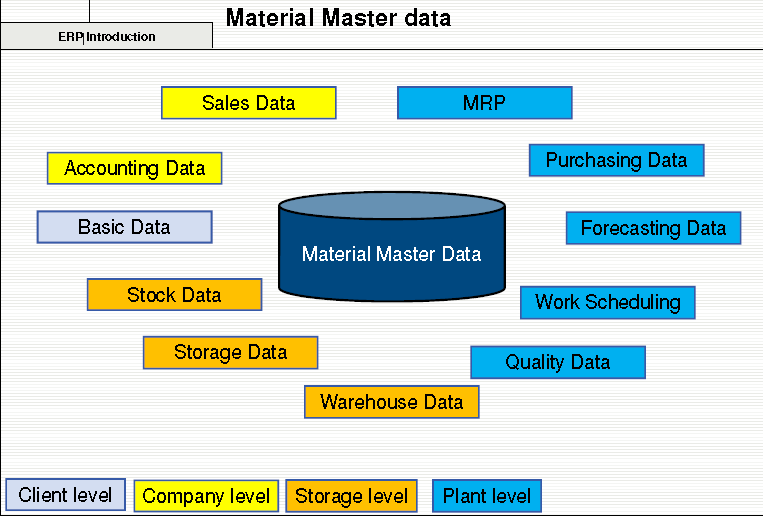 Material Master data
ERP Introduction
Sales Data
MRP
Accounting Data
Purchasing Data
Basic Data
Forecasting Data
Material Master Data
Stock Data
Work Scheduling
Storage Data
Quality Data
Warehouse Data
Client level
Company level
Storage level
Plant level